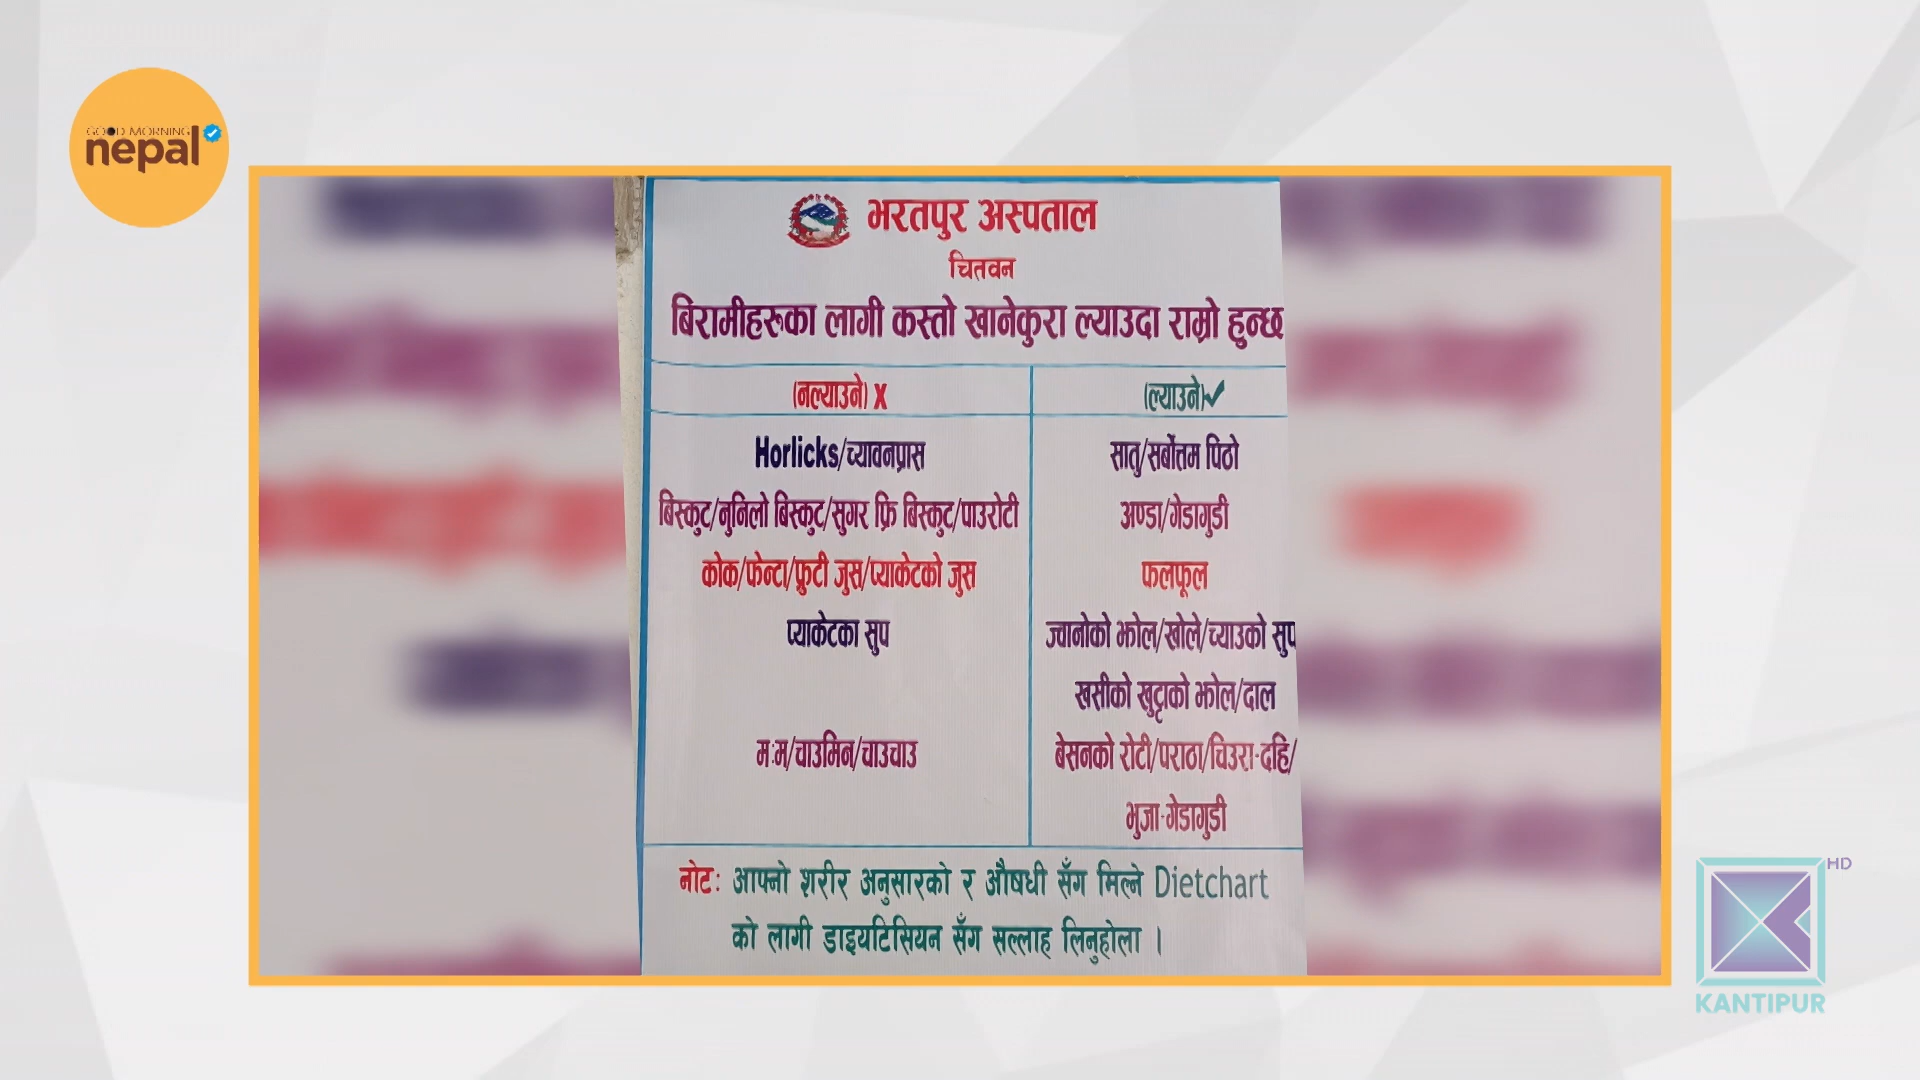 GOOD MORNING
nepal
भरतपुर अस्पताल
चितवन
बिरामीहरुका लागी कस्तो खानेकुरा ल्याउदा राम्रो हुन्छ
(नल्याउने) X
(ल्याउने)✓
Horlicks/च्यावनप्रास
सातु/सर्बोत्तम पिठो
बिस्कुट/नुनिलो बिस्कुट/सुगर फ्रि बिस्कुट/पाउरोटी
अण्डा/गेडागुडी
कोक/फेन्टा/फ्रुटी जुस/प्याकेटको जुस
फलफूल
प्याकेटका सुप
ज्वानोको झोल/खोले/च्याउको सुप
खसीको खुट्टाको झोल/दाल
मःम/चाउमिन/चाउचाउ
बेसनको रोटी/पराठा/चिउरा-दहि/
भुजा-गेडागुडी
नोटः आफ्नो शरीर अनुसारको र औषधी सँग मिल्ने Dietchart
को लागी डाइयटिसियन सँग सल्लाह लिनुहोला ।
HD
KANTIPUR